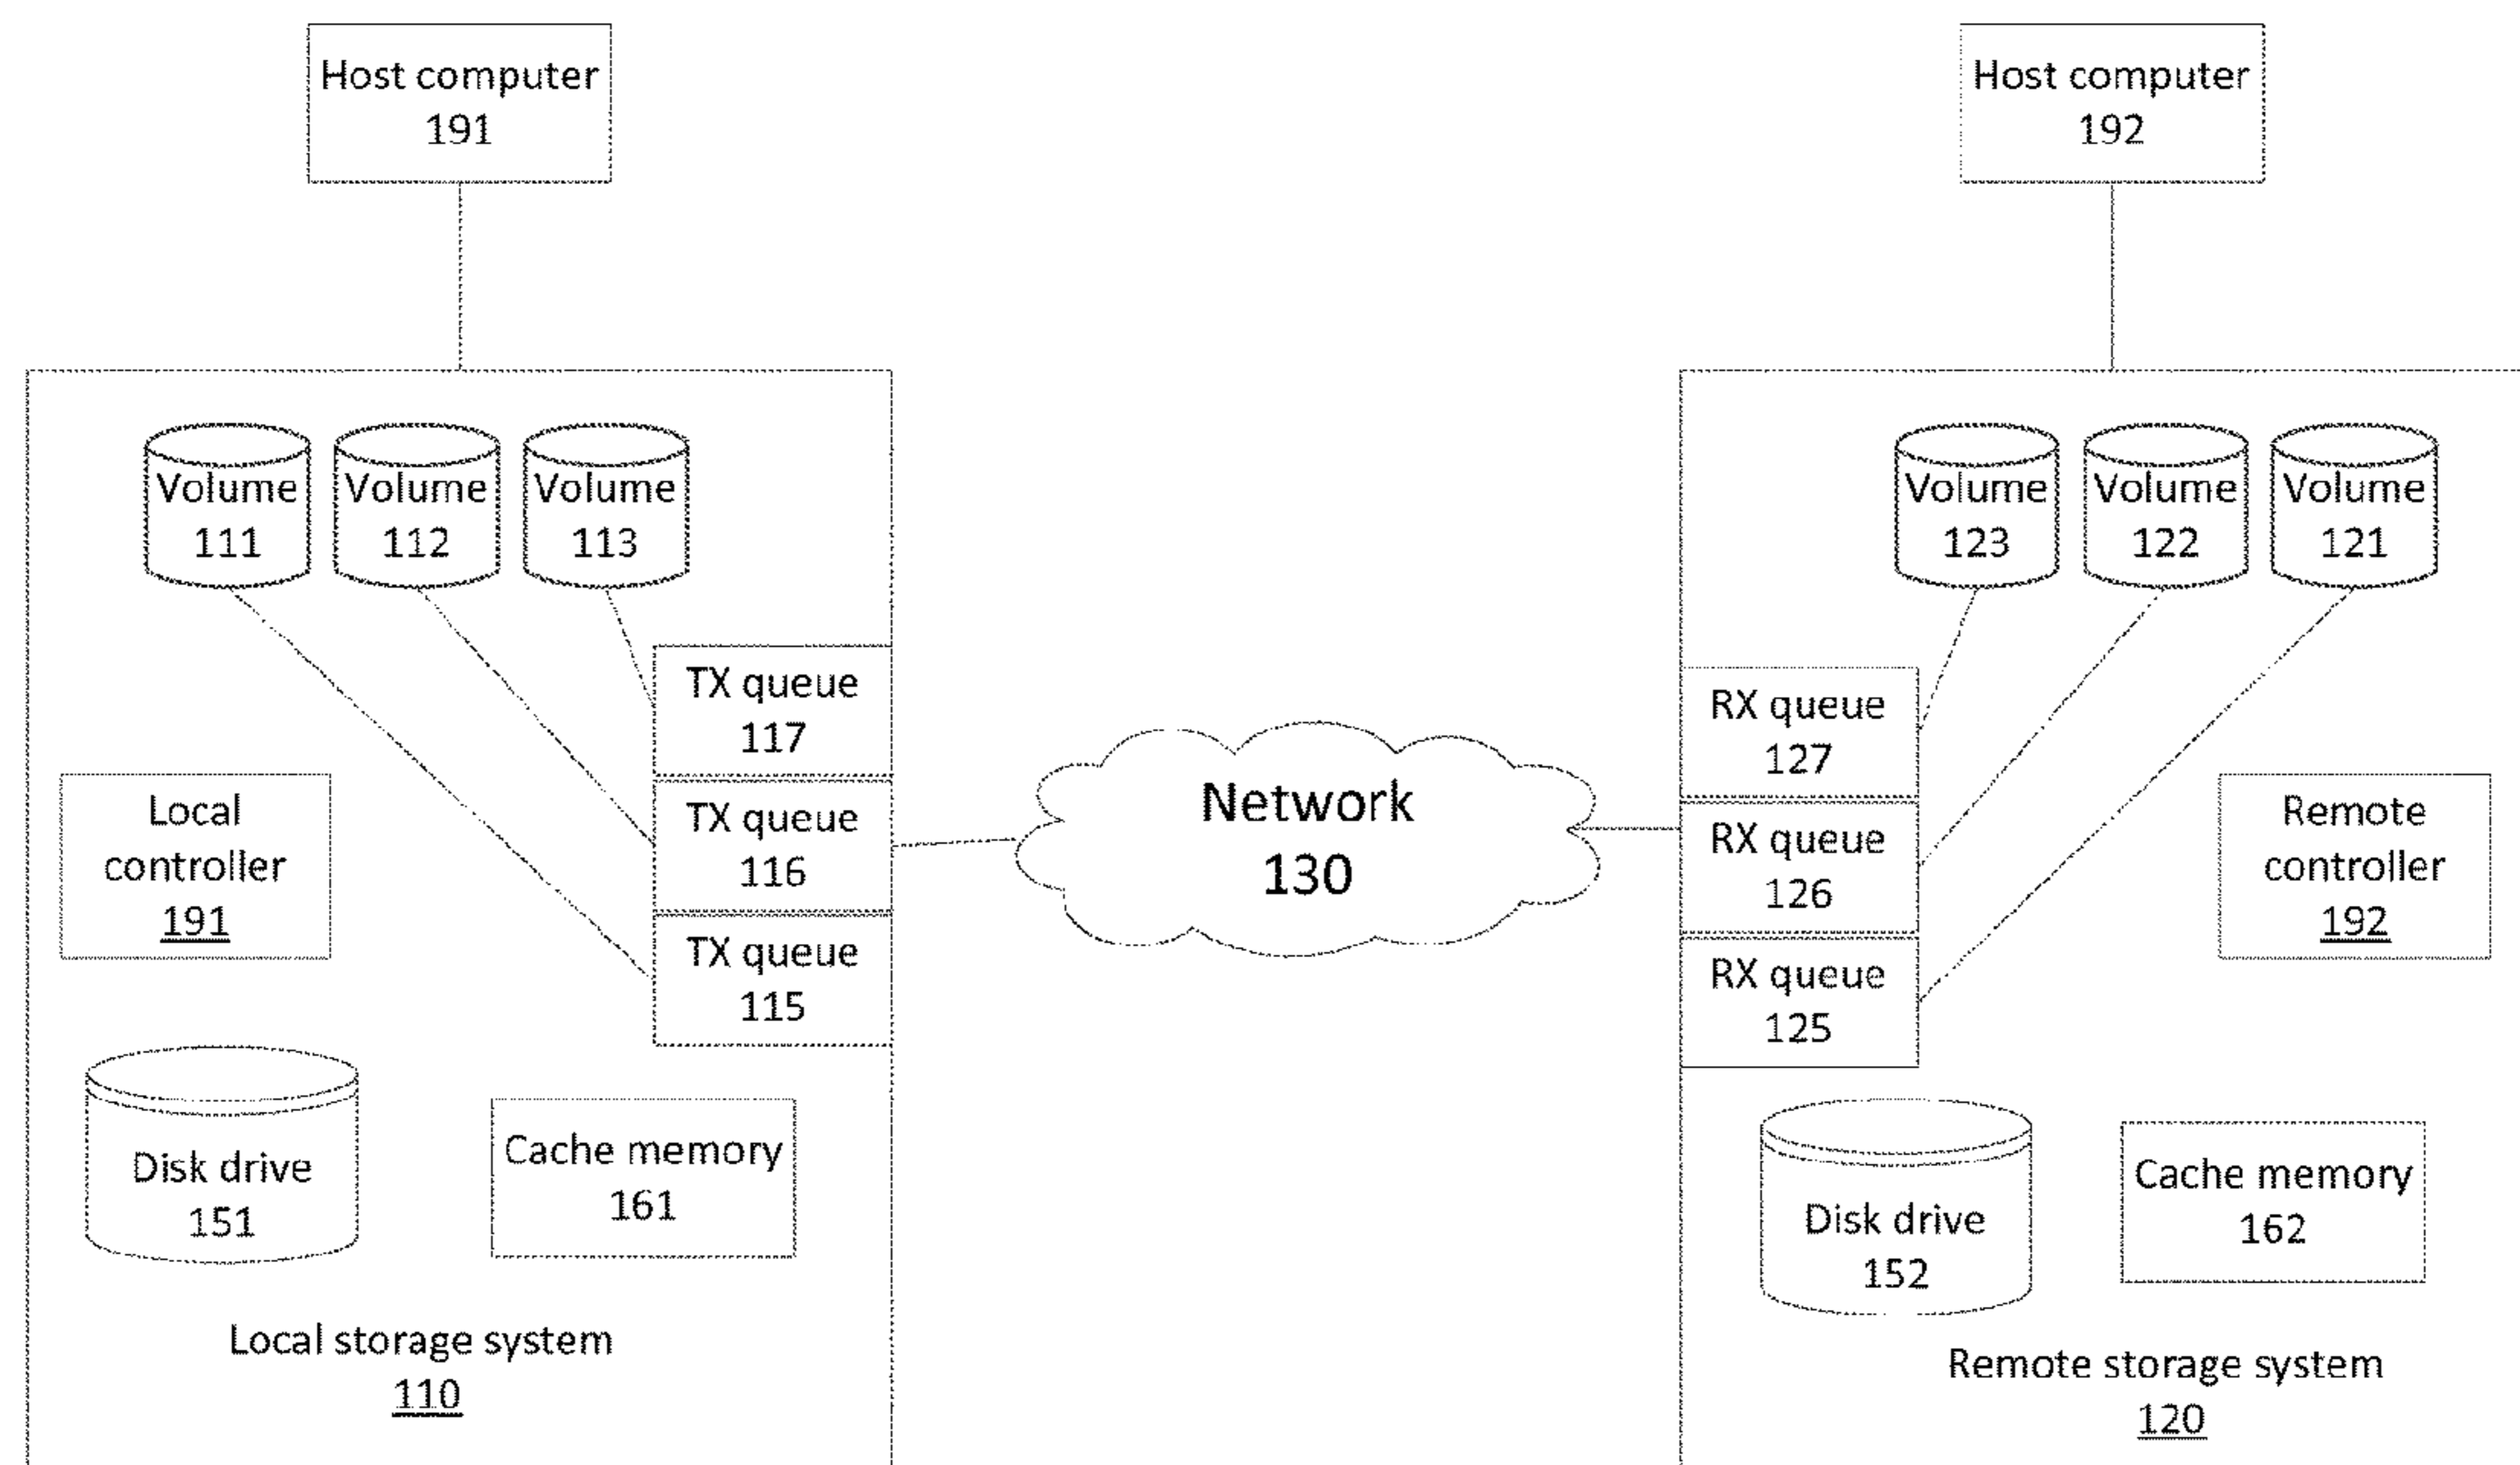 Host computer
191
Host computer
192
Volume
111
Volume
112
Volume
113
Volume
123
Volume
122
Volume
121
TX queue
117
TX queue
116
TX queue
115
Local
controller
191
Network
130
RX queue
127
RX queue
126
RX queue
125
Remote
controller
192
Disk drive
151
Cache memory
161
Disk drive
152
Cache memory
162
Local storage system
110
Remote storage system
120